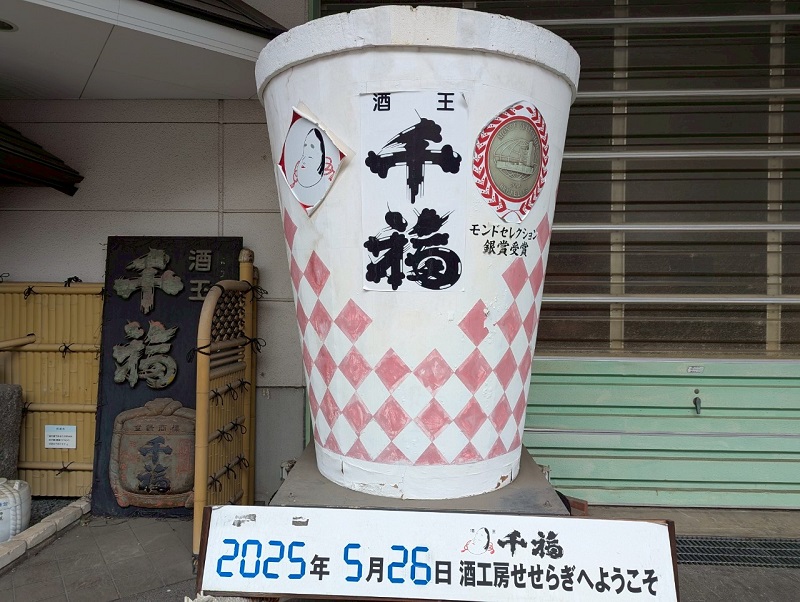 酒王
千福
モンドセレクション
銀賞受賞
酒王
千福
千福
千福
2025年 5月26日 酒工房せせらぎへようこそ